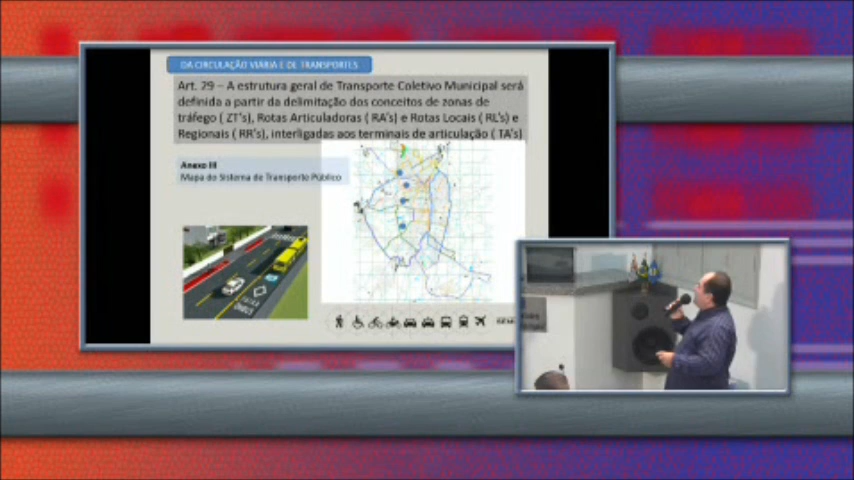 DA CIRCULAÇÃO VIÁRIA E DE TRANSPORTES
Art. 29 – A estrutura geral de Transporte Coletivo Municipal será
definida a partir da delimitação dos conceitos de zonas de
tráfego ( ZT's), Rotas Articuladoras ( RA's) e Rotas Locais ( RL's) e
Regionais ( RR's), interligadas aos terminais de articulação ( TA's)
Anexo III
Mapa do Sistema de Transporte Público
FAIXA
ÔNIBUS